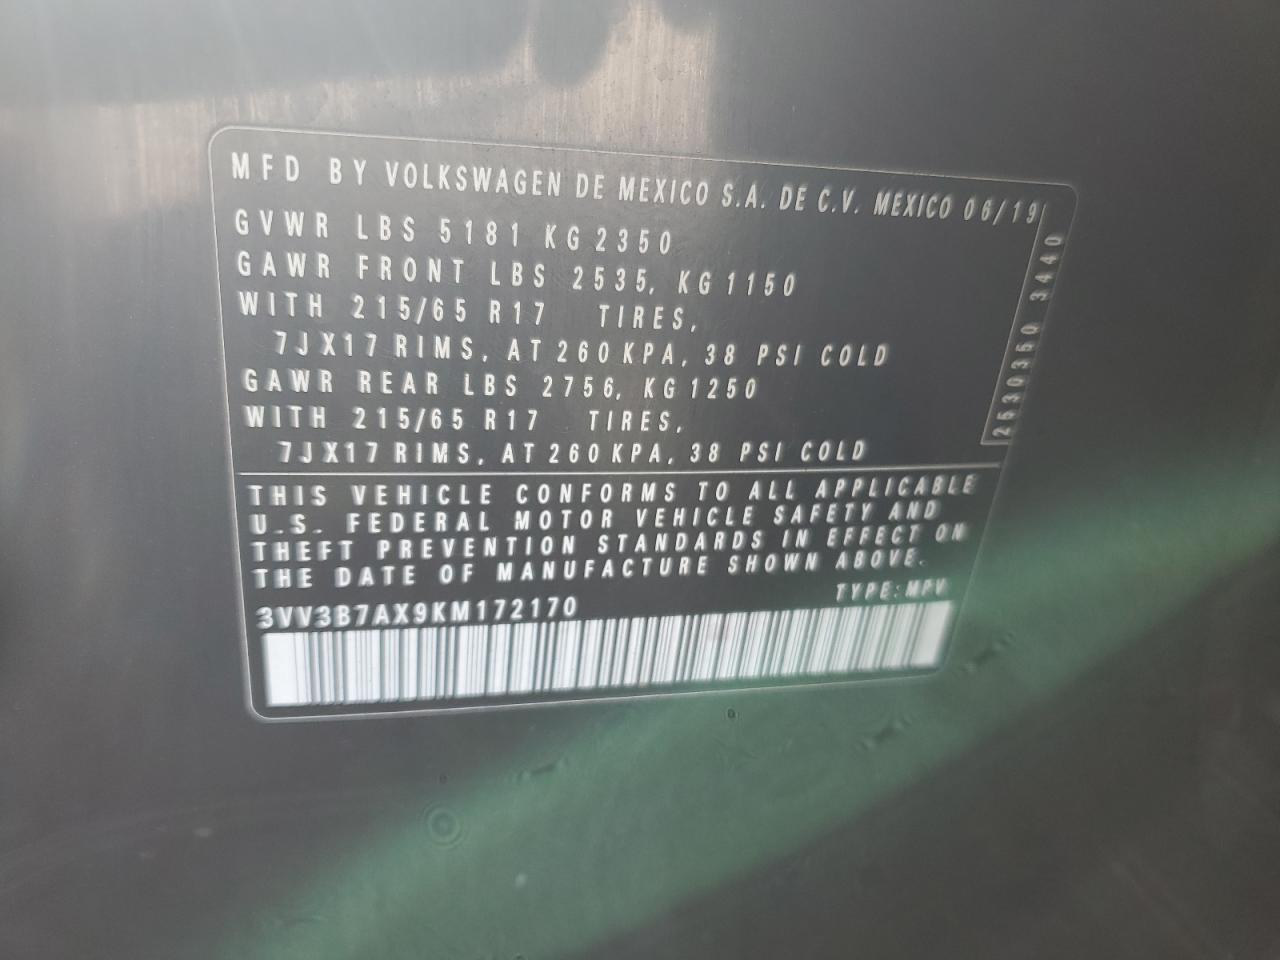 MFD BY VOLKSWAGEN DE MEXICO S.A. DE C.V. MEXICO 06/19
GVWR LBS 5181 KG 2350
GAWR FRONT LBS 2535, KG 1150
WITH 215/65 R17 TIRES,
7JX17 RIMS, AT 260 KPA, 38 PSI COLD
GAWR REAR LBS 2756, KG 1250
WITH 215/65 R17 TIRES,
7JX17 RIMS, AT 260 KPA, 38 PSI COLD
2530350 3440
THIS VEHICLE CONFORMS TO ALL APPLICABLE
U.S. FEDERAL MOTOR VEHICLE SAFETY AND
THEFT PREVENTION STANDARDS IN EFFECT ON
THE DATE OF MANUFACTURE SHOWN ABOVE.
TYPE: MPV
3VV3B7AX9KM172170